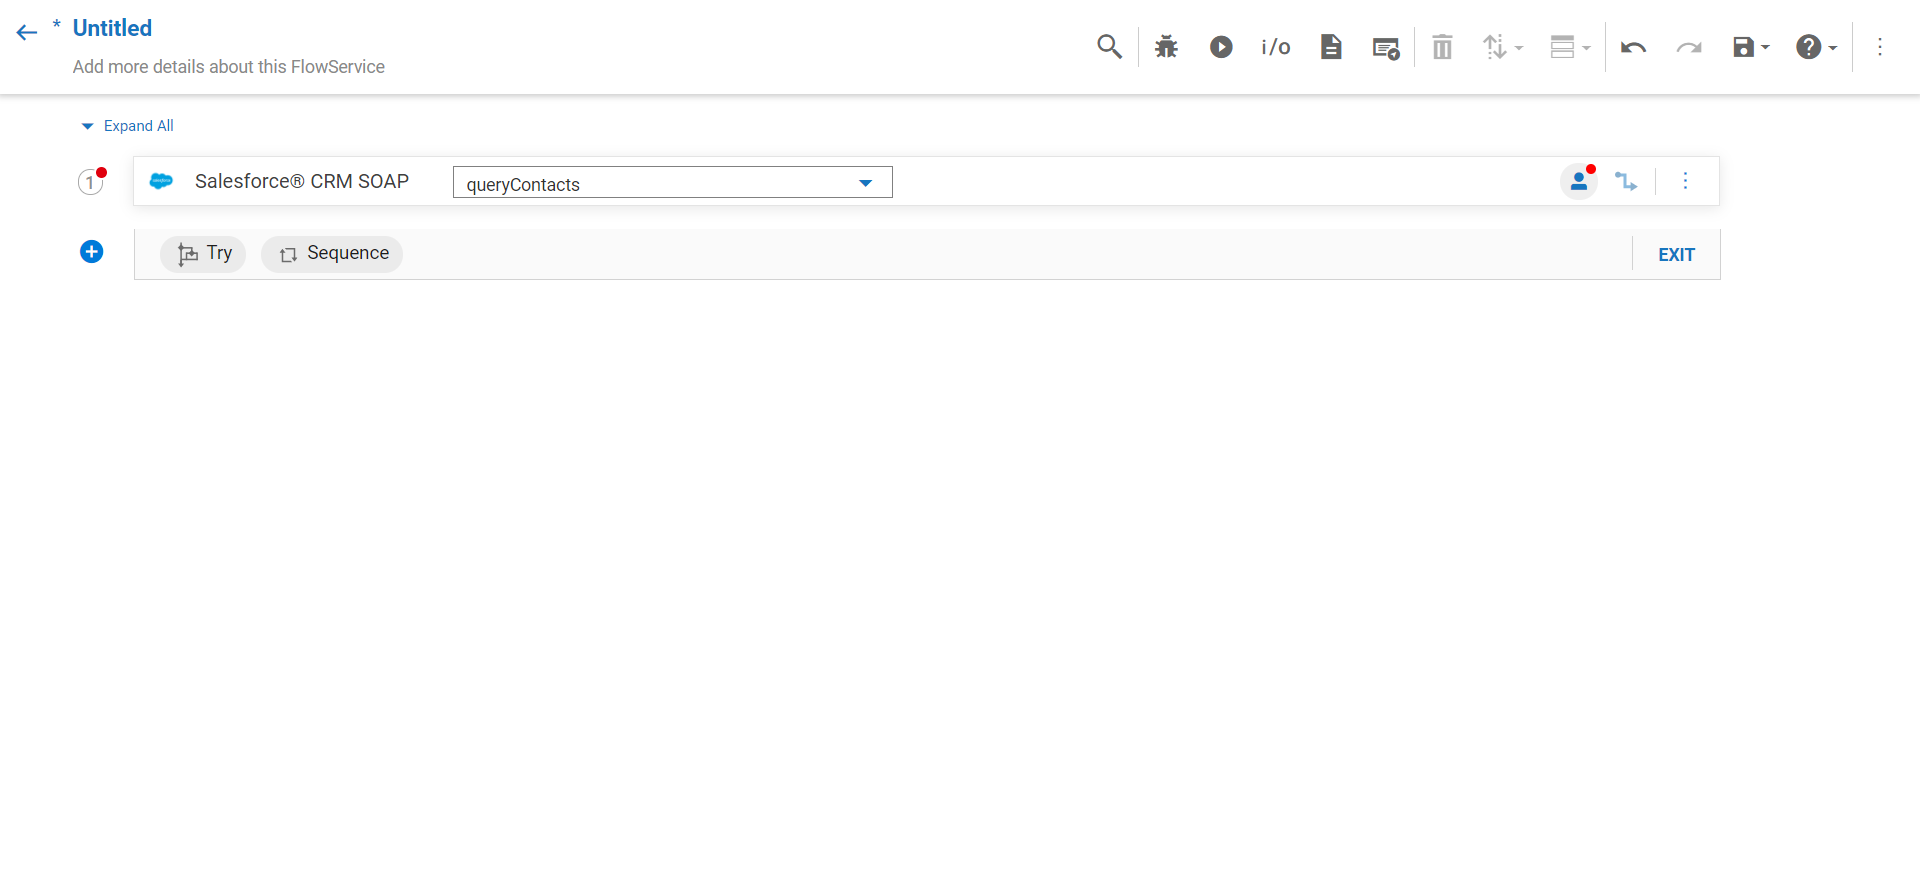 * Untitled
Add more details about this FlowService
i/o
Expand All
1
Salesforce® CRM SOAP
queryContacts
Try
Sequence
EXIT